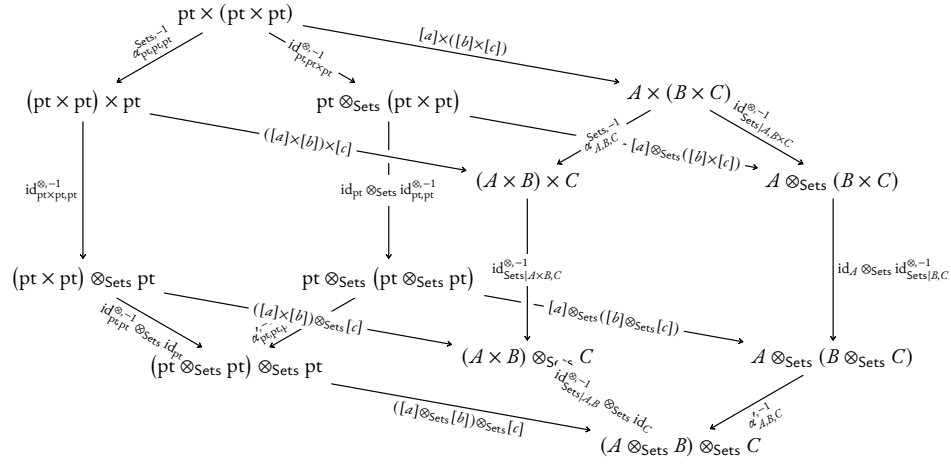 pt × (pt × pt)
α^{Sets,−1}_{pt,pt,pt}
id^{⊗,−1}_{pt,pt×pt}
[a]×([b]×[c])
(pt × pt) × pt
pt ⊗_{Sets} (pt × pt)
A × (B × C)
id^{⊗,−1}_{Sets|A,B×C}
α^{Sets,−1}_{A,B,C}
([a]×[b])×[c]
[a]⊗_{Sets}([b]×[c])
(A × B) × C
A ⊗_{Sets} (B × C)
id^{⊗,−1}_{pt×pt,pt}
id_{pt} ⊗_{Sets} id^{⊗,−1}_{pt,pt}
id^{⊗,−1}_{Sets|A×B,C}
id_A ⊗_{Sets} id^{⊗,−1}_{Sets|B,C}
(pt × pt) ⊗_{Sets} pt
pt ⊗_{Sets} (pt ⊗_{Sets} pt)
id^{⊗,−1}_{pt,pt} ⊗_{Sets} id_{pt}
([a]×[b])⊗_{Sets}[c]
[a]⊗_{Sets}([b]⊗_{Sets}[c])
(pt ⊗_{Sets} pt) ⊗_{Sets} pt
(A × B) ⊗ C
A ⊗_{Sets} (B ⊗_{Sets} C)
id^{⊗,−1}_{Sets|A,B} ⊗_{Sets} id_C
α′^{,−1}_{A,B,C}
([a]⊗_{Sets}[b])⊗_{Sets}[c]
(A ⊗_{Sets} B) ⊗_{Sets} C